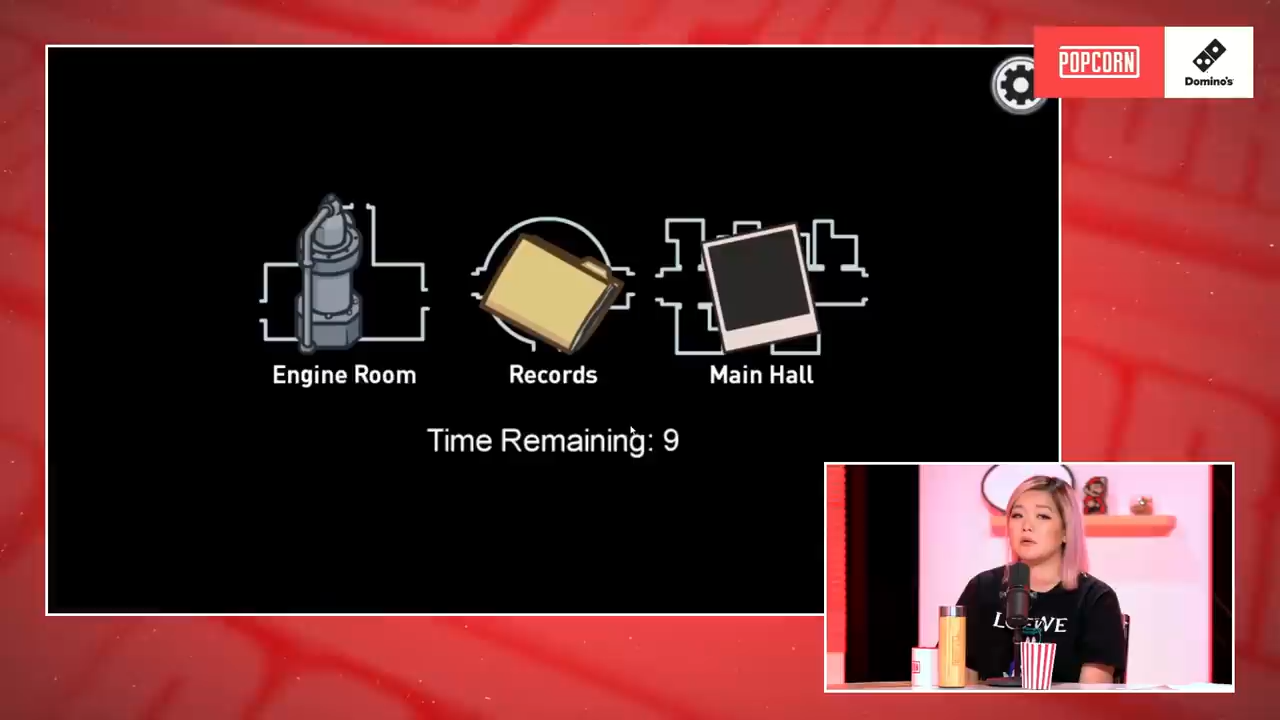 POPCORN
Domino's
Engine Room
Records
Main Hall
Time Remaining: 9
LOEWE